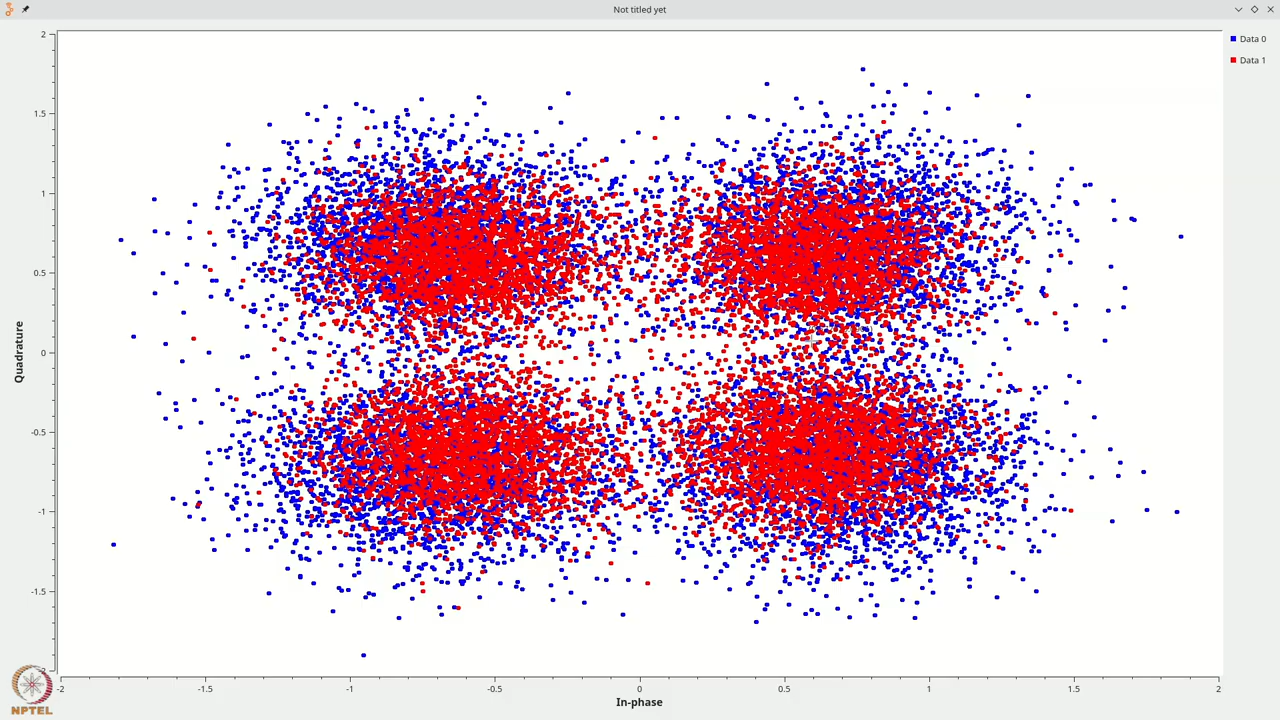 Not titled yet
Data 0
Data 1
2
1.5
1
0.5
0
-0.5
-1
-1.5
Quadrature
-2
-1.5
-1
-0.5
0
0.5
1
1.5
2
In-phase
NPTEL